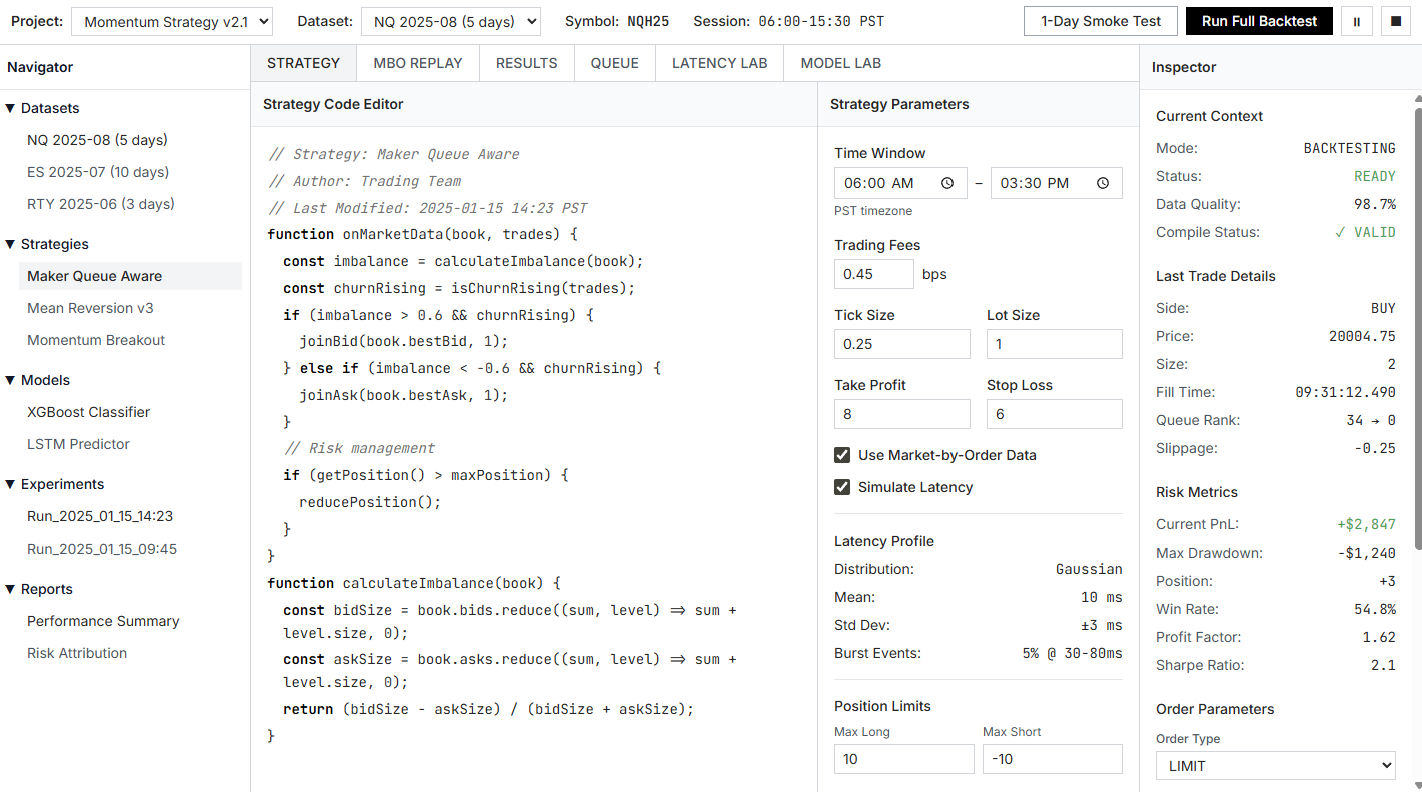 Project: Momentum Strategy v2.1 Dataset: NQ 2025-08 (5 days) Symbol: NQH25 Session: 06:00-15:30 PST 1-Day Smoke Test Run Full Backtest
Navigator
▼ Datasets
NQ 2025-08 (5 days)
ES 2025-07 (10 days)
RTY 2025-06 (3 days)
▼ Strategies
Maker Queue Aware
Mean Reversion v3
Momentum Breakout
▼ Models
XGBoost Classifier
LSTM Predictor
▼ Experiments
Run_2025_01_15_14:23
Run_2025_01_15_09:45
▼ Reports
Performance Summary
Risk Attribution
STRATEGY MBO REPLAY RESULTS QUEUE LATENCY LAB MODEL LAB
Strategy Code Editor
// Strategy: Maker Queue Aware
// Author: Trading Team
// Last Modified: 2025-01-15 14:23 PST
function onMarketData(book, trades) {
const imbalance = calculateImbalance(book);
const churnRising = isChurnRising(trades);
if (imbalance > 0.6 && churnRising) {
joinBid(book.bestBid, 1);
} else if (imbalance < -0.6 && churnRising) {
joinAsk(book.bestAsk, 1);
}
// Risk management
if (getPosition() > maxPosition) {
reducePosition();
}
}
function calculateImbalance(book) {
const bidSize = book.bids.reduce((sum, level) => sum +
level.size, 0);
const askSize = book.asks.reduce((sum, level) => sum +
level.size, 0);
return (bidSize - askSize) / (bidSize + askSize);
}
Strategy Parameters
Time Window
06:00 AM – 03:30 PM
PST timezone
Trading Fees
0.45 bps
Tick Size Lot Size
0.25 1
Take Profit Stop Loss
8 6
Use Market-by-Order Data
Simulate Latency
Latency Profile
Distribution: Gaussian
Mean: 10 ms
Std Dev: ±3 ms
Burst Events: 5% @ 30-80ms
Position Limits
Max Long Max Short
10 -10
Inspector
Current Context
Mode: BACKTESTING
Status: READY
Data Quality: 98.7%
Compile Status: ✓ VALID
Last Trade Details
Side: BUY
Price: 20004.75
Size: 2
Fill Time: 09:31:12.490
Queue Rank: 34 → 0
Slippage: -0.25
Risk Metrics
Current PnL: +$2,847
Max Drawdown: -$1,240
Position: +3
Win Rate: 54.8%
Profit Factor: 1.62
Sharpe Ratio: 2.1
Order Parameters
Order Type
LIMIT